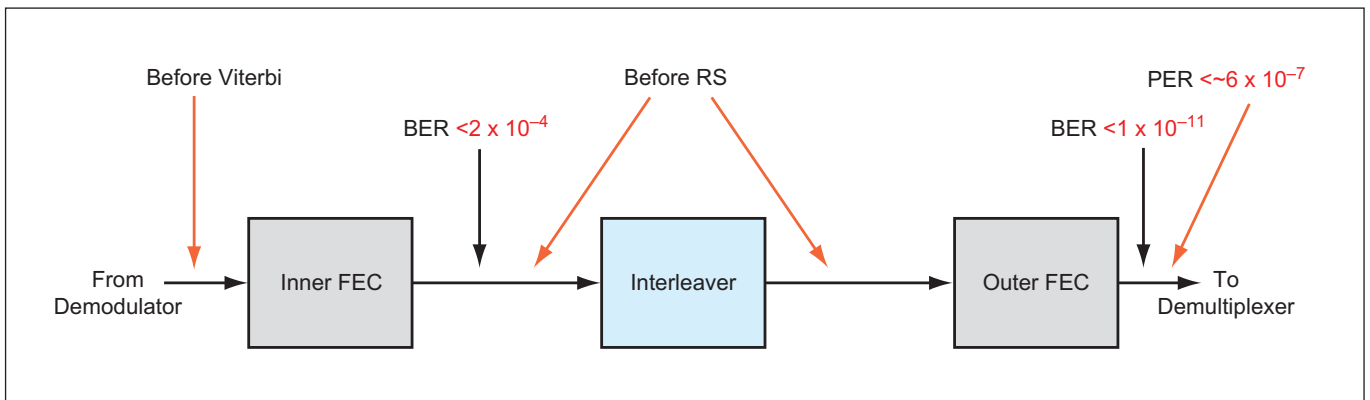 Before Viterbi
Before RS
PER <~6 x 10⁻⁷
BER <2 x 10⁻⁴
BER <1 x 10⁻¹¹
From
Demodulator
Inner FEC
Interleaver
Outer FEC
To
Demultiplexer